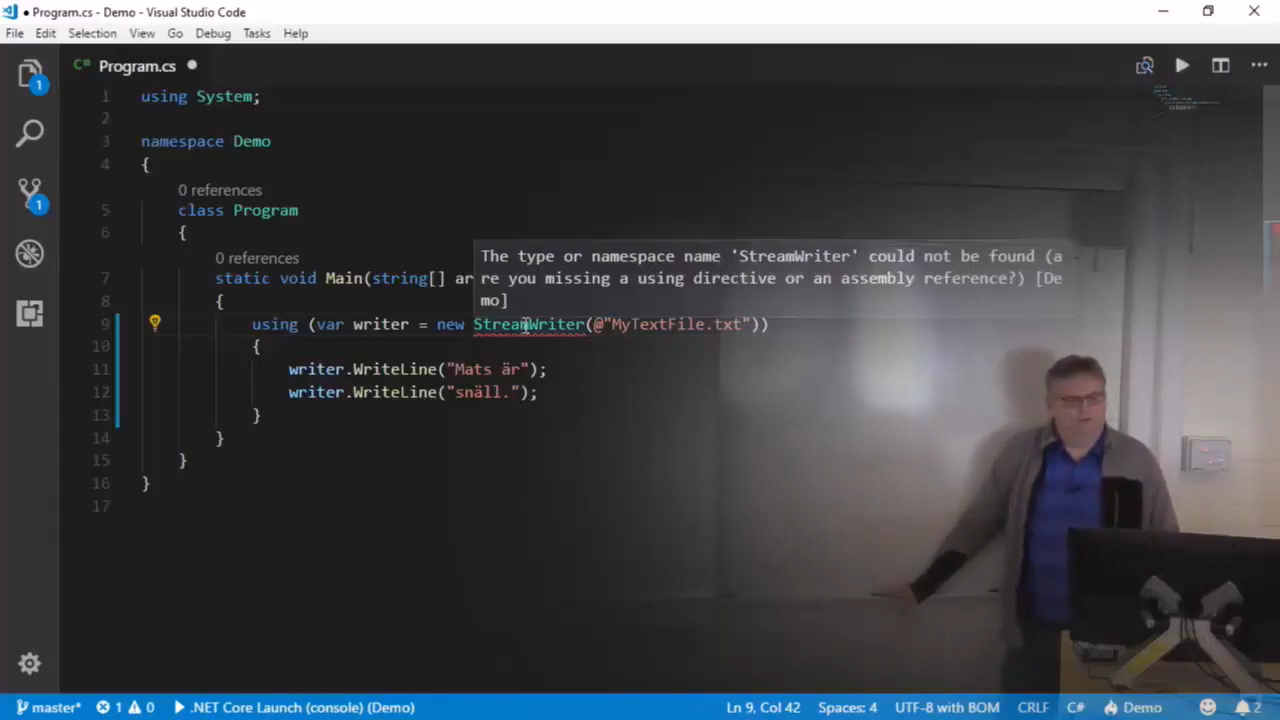 ● Program.cs - Demo - Visual Studio Code
File Edit Selection View Go Debug Tasks Help
C# Program.cs ●
1 using System;
2
3 namespace Demo
4 {
0 references
5 class Program
6 {
0 references
7 static void Main(string[] ar
The type or namespace name 'StreamWriter' could not be found (a
re you missing a using directive or an assembly reference?) [De
mo]
8 {
9 using (var writer = new StreamWriter(@"MyTextFile.txt"))
10 {
11 writer.WriteLine("Mats är");
12 writer.WriteLine("snäll.");
13 }
14 }
15 }
16 }
17
1
1
master* 1 0 .NET Core Launch (console) (Demo) Ln 9, Col 42 Spaces: 4 UTF-8 with BOM CRLF C# Demo 2